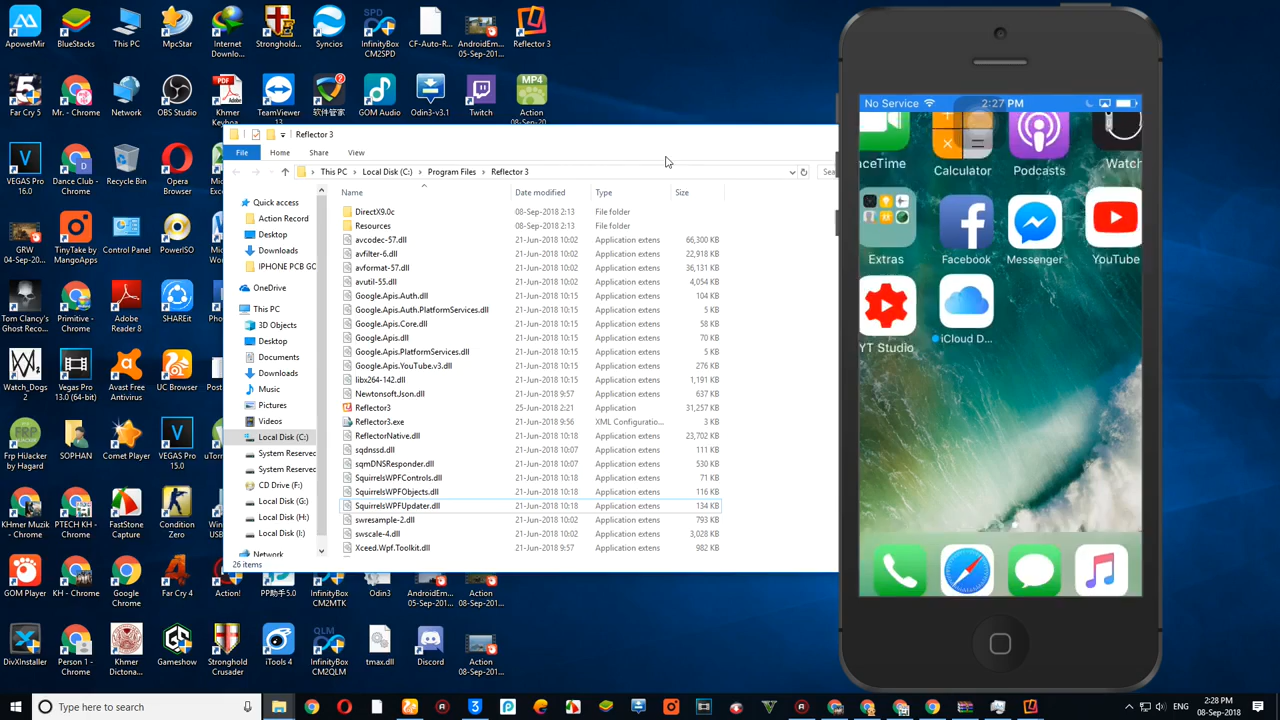 ApowerMir
BlueStacks
This PC
MpcStar
Internet Downlo...
Stronghold...
Syncios
InfinityBox CM2SPD
CF-Auto-R...
AndroidEm... 05-Sep-201...
Reflector 3
Far Cry 5
Mr. - Chrome
Network
OBS Studio
Khmer Keyboa...
TeamViewer 13
软件管家
GOM Audio
Odin3-v3.1
Twitch
Action 08-Sep-20...
VEGAS Pro 16.0
Dance Club - Chrome
Recycle Bin
Opera Browser
GRW 04-Sep-20...
TinyTake by MangoApps
Control Panel
PowerISO
Tom Clancy's Ghost Reco...
Primitive - Chrome
Adobe Reader 8
SHAREit
Watch_Dogs 2
Vegas Pro 13.0 (64-bit)
Avast Free Antivirus
UC Browser
Frp HiJacker by Hagard
SOPHAN
Comet Player
VEGAS Pro 15.0
KHmer Muzik - Chrome
PTECH KH - Chrome
FastStone Capture
Condition Zero
GOM Player
KH - Chrome
Google Chrome
Far Cry 4
Action!
PP助手5.0
InfinityBox CM2MTK
Odin3
AndroidEm... 05-Sep-201...
Action 08-Sep-201...
DivXInstaller
Person 1 - Chrome
Khmer Dictona...
Gameshow
Stronghold Crusader
iTools 4
InfinityBox CM2QLM
tmax.dll
Discord
Action 08-Sep-201...
Reflector 3
File Home Share View
This PC > Local Disk (C:) > Program Files > Reflector 3
Quick access
Action Record
Desktop
Downloads
IPHONE PCB GO
OneDrive
This PC
3D Objects
Desktop
Documents
Downloads
Music
Pictures
Videos
Local Disk (C:)
System Reserved
System Reserved
CD Drive (F:)
Local Disk (G:)
Local Disk (H:)
Local Disk (I:)
Network
Name Date modified Type Size
DirectX9.0c 08-Sep-2018 2:13 File folder
Resources 08-Sep-2018 2:13 File folder
avcodec-57.dll 21-Jun-2018 10:02 Application extens 66,300 KB
avfilter-6.dll 21-Jun-2018 10:02 Application extens 22,918 KB
avformat-57.dll 21-Jun-2018 10:02 Application extens 36,131 KB
avutil-55.dll 21-Jun-2018 10:02 Application extens 4,054 KB
Google.Apis.Auth.dll 21-Jun-2018 10:15 Application extens 104 KB
Google.Apis.Auth.PlatformServices.dll 21-Jun-2018 10:15 Application extens 5 KB
Google.Apis.Core.dll 21-Jun-2018 10:15 Application extens 58 KB
Google.Apis.dll 21-Jun-2018 10:15 Application extens 70 KB
Google.Apis.PlatformServices.dll 21-Jun-2018 10:15 Application extens 5 KB
Google.Apis.YouTube.v3.dll 21-Jun-2018 10:15 Application extens 276 KB
libx264-142.dll 21-Jun-2018 10:15 Application extens 1,191 KB
Newtonsoft.Json.dll 21-Jun-2018 9:57 Application extens 637 KB
Reflector3 25-Jun-2018 2:21 Application 31,257 KB
Reflector3.exe 21-Jun-2018 9:56 XML Configuratio... 3 KB
ReflectorNative.dll 21-Jun-2018 10:18 Application extens 23,702 KB
sqdnssd.dll 21-Jun-2018 10:07 Application extens 111 KB
sqmDNSResponder.dll 21-Jun-2018 10:07 Application extens 530 KB
SquirrelsWPFControls.dll 21-Jun-2018 10:18 Application extens 71 KB
SquirrelsWPFObjects.dll 21-Jun-2018 10:18 Application extens 116 KB
SquirrelsWPFUpdater.dll 21-Jun-2018 10:18 Application extens 134 KB
swresample-2.dll 21-Jun-2018 10:02 Application extens 793 KB
swscale-4.dll 21-Jun-2018 10:02 Application extens 3,028 KB
Xceed.Wpf.Toolkit.dll 21-Jun-2018 9:57 Application extens 982 KB
26 items
No Service 2:27 PM
Calculator
Podcasts
Extras
Facebook
Messenger
YouTube
YT Studio
iCloud D...
Type here to search
ENG
2:28 PM
08-Sep-2018